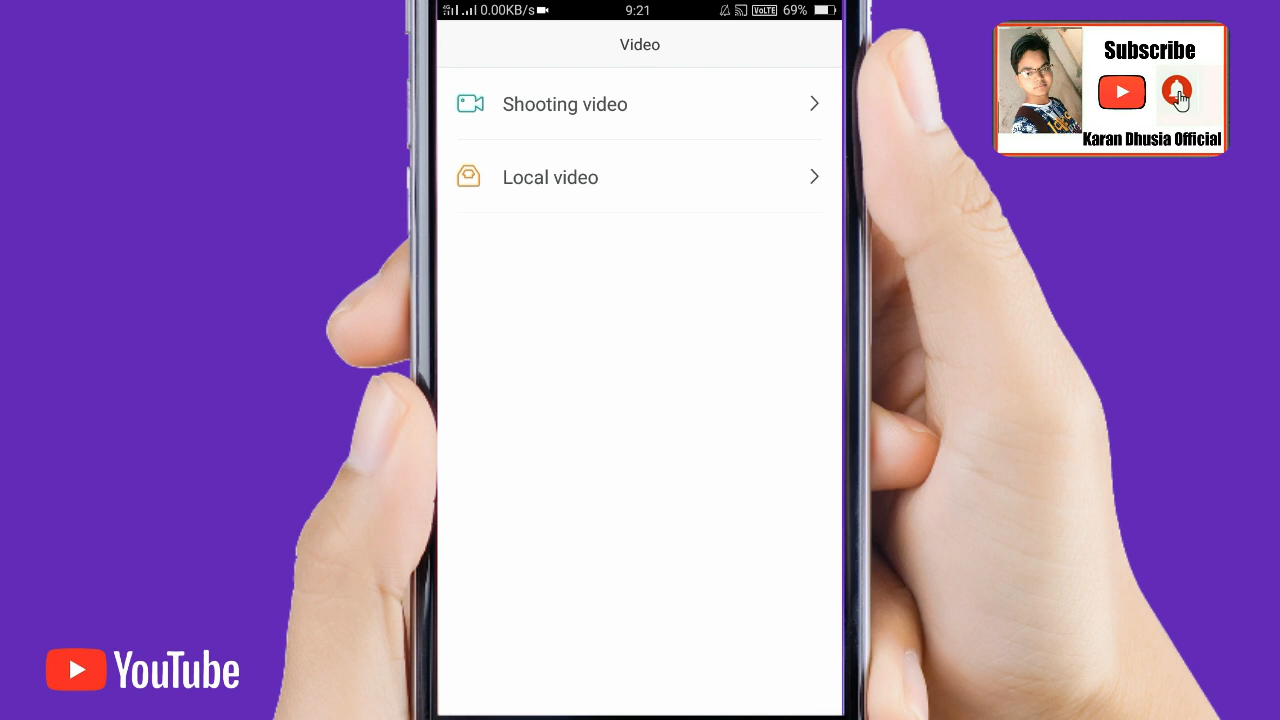 0.00KB/s 9:21 VoLTE 69%
Video
Shooting video
Local video
Subscribe
Karan Dhusia Official
YouTube